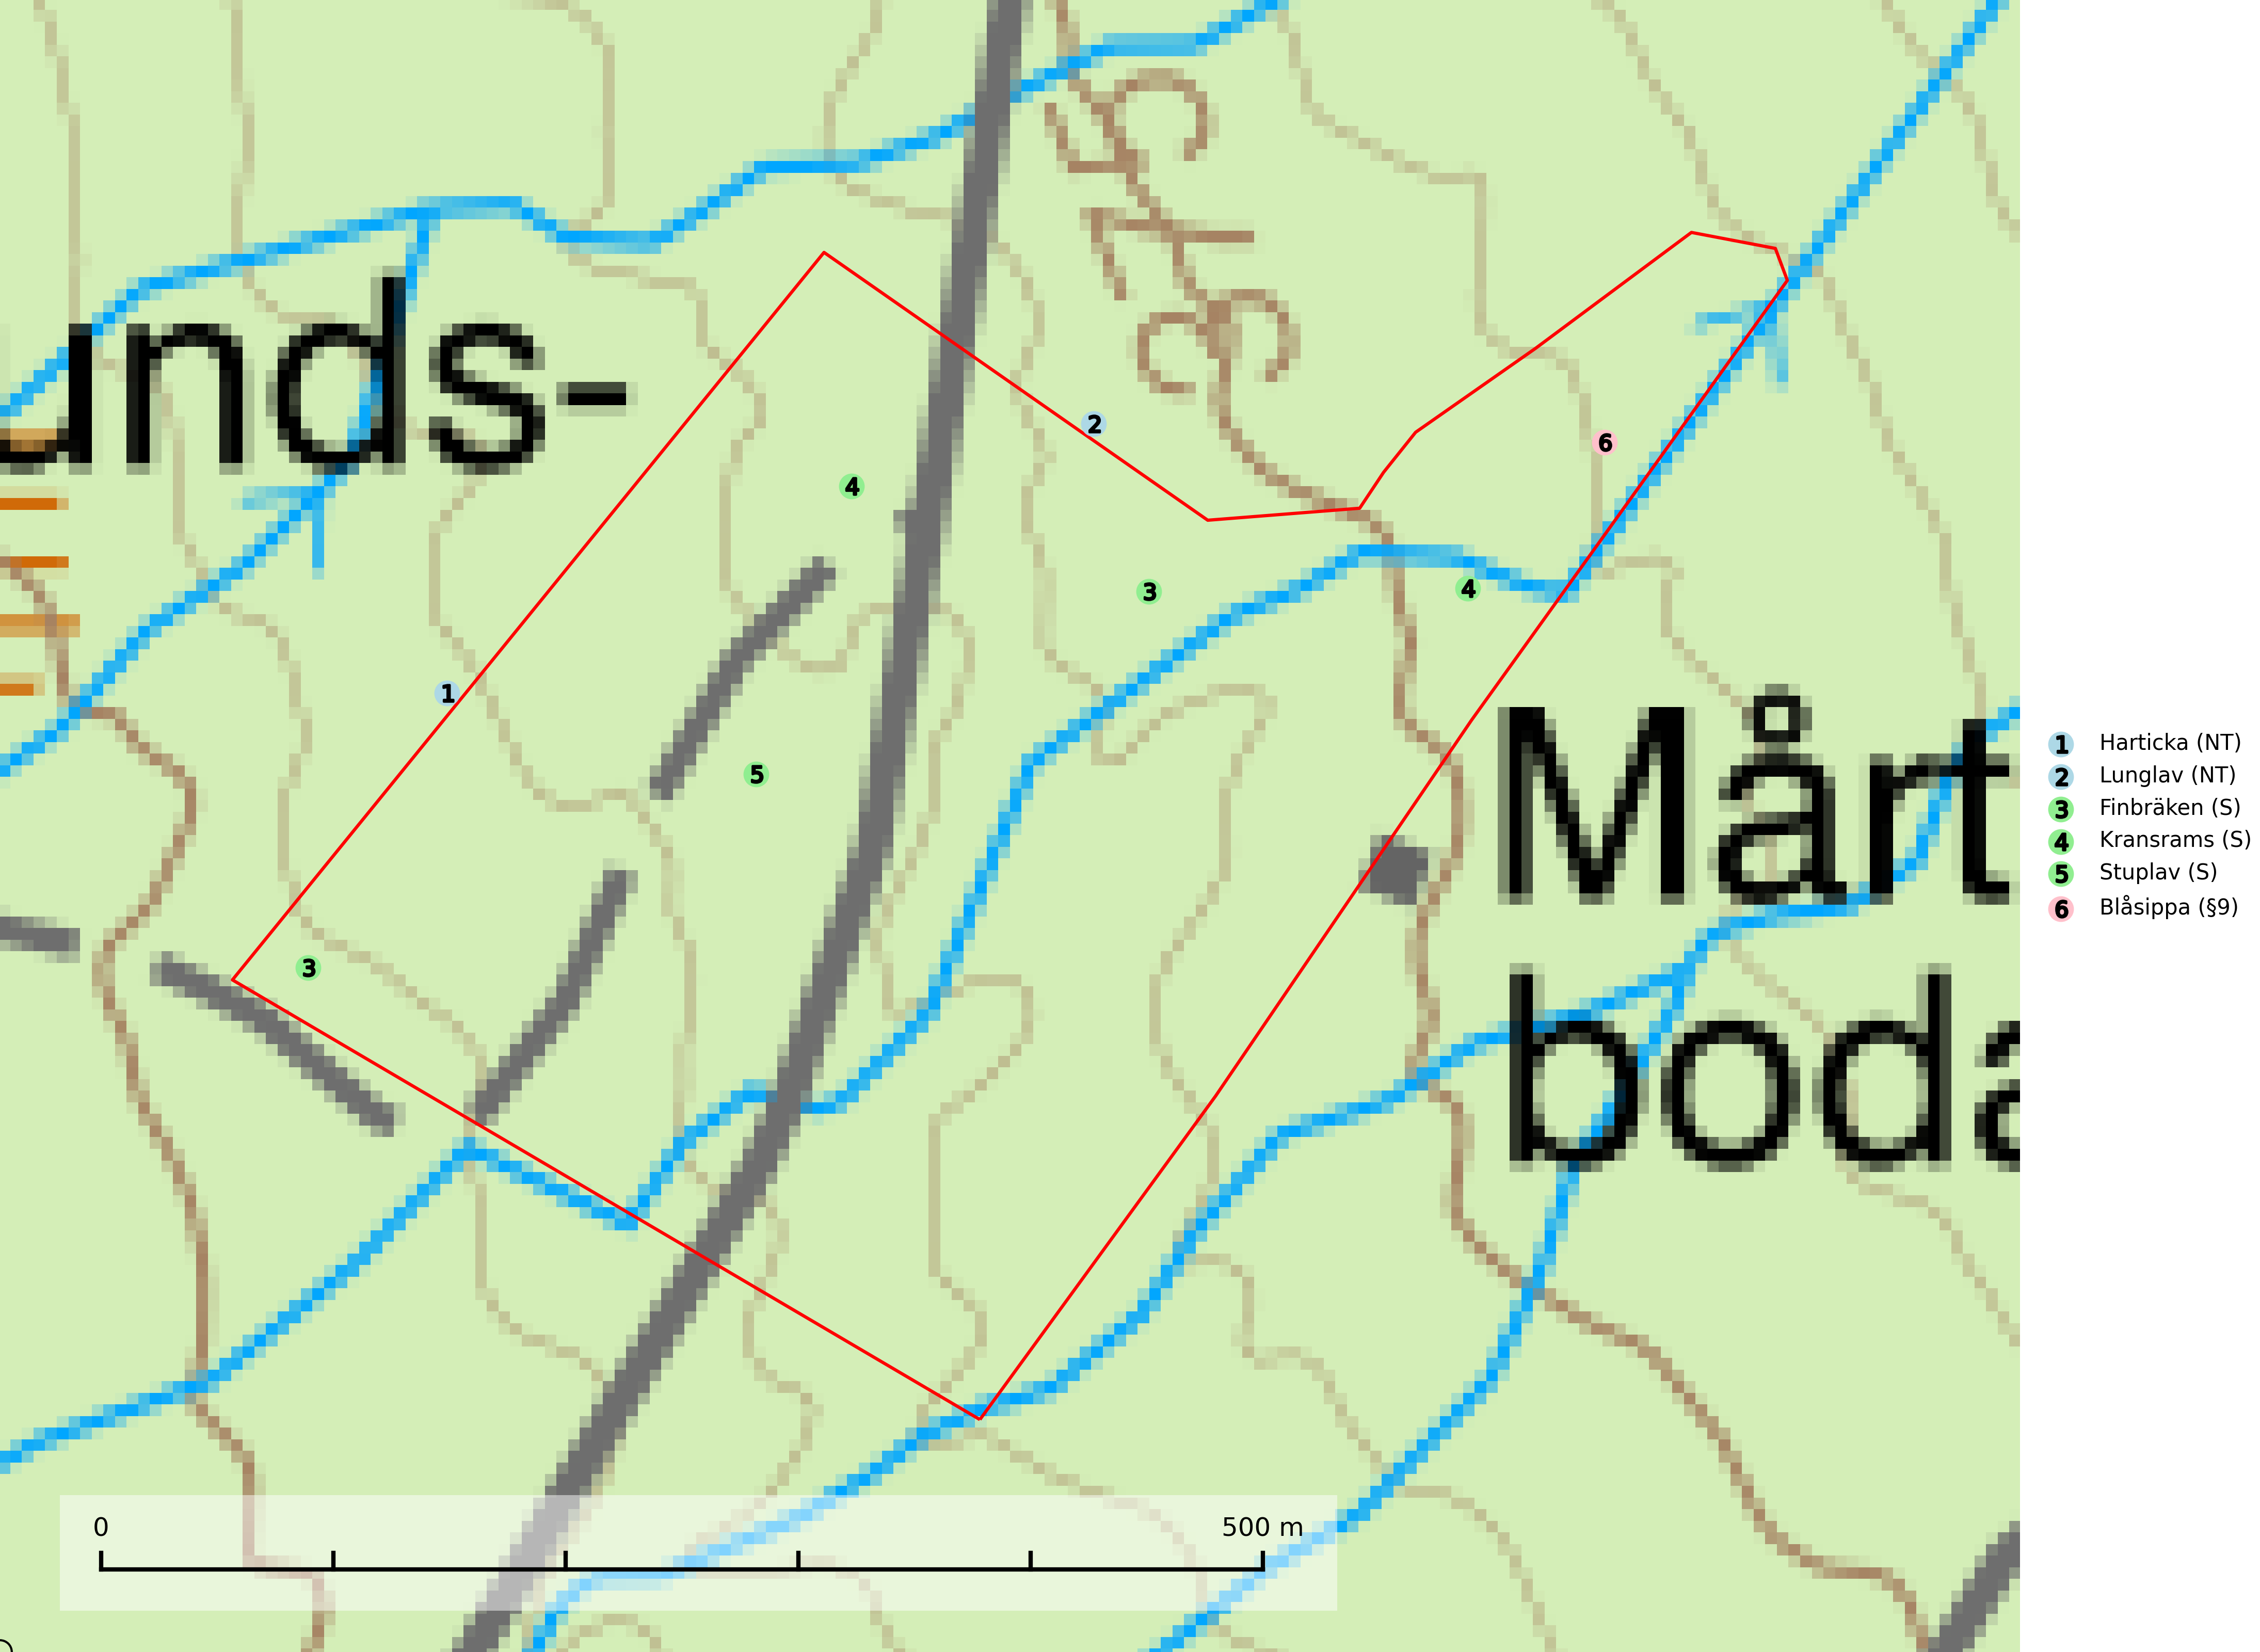 315
unds-
2
6
4
3
4
1
5
3
Mårt
boda
0
500 m
1 Harticka (NT)
2 Lunglav (NT)
3 Finbräken (S)
4 Kransrams (S)
5 Stuplav (S)
6 Blåsippa (§9)